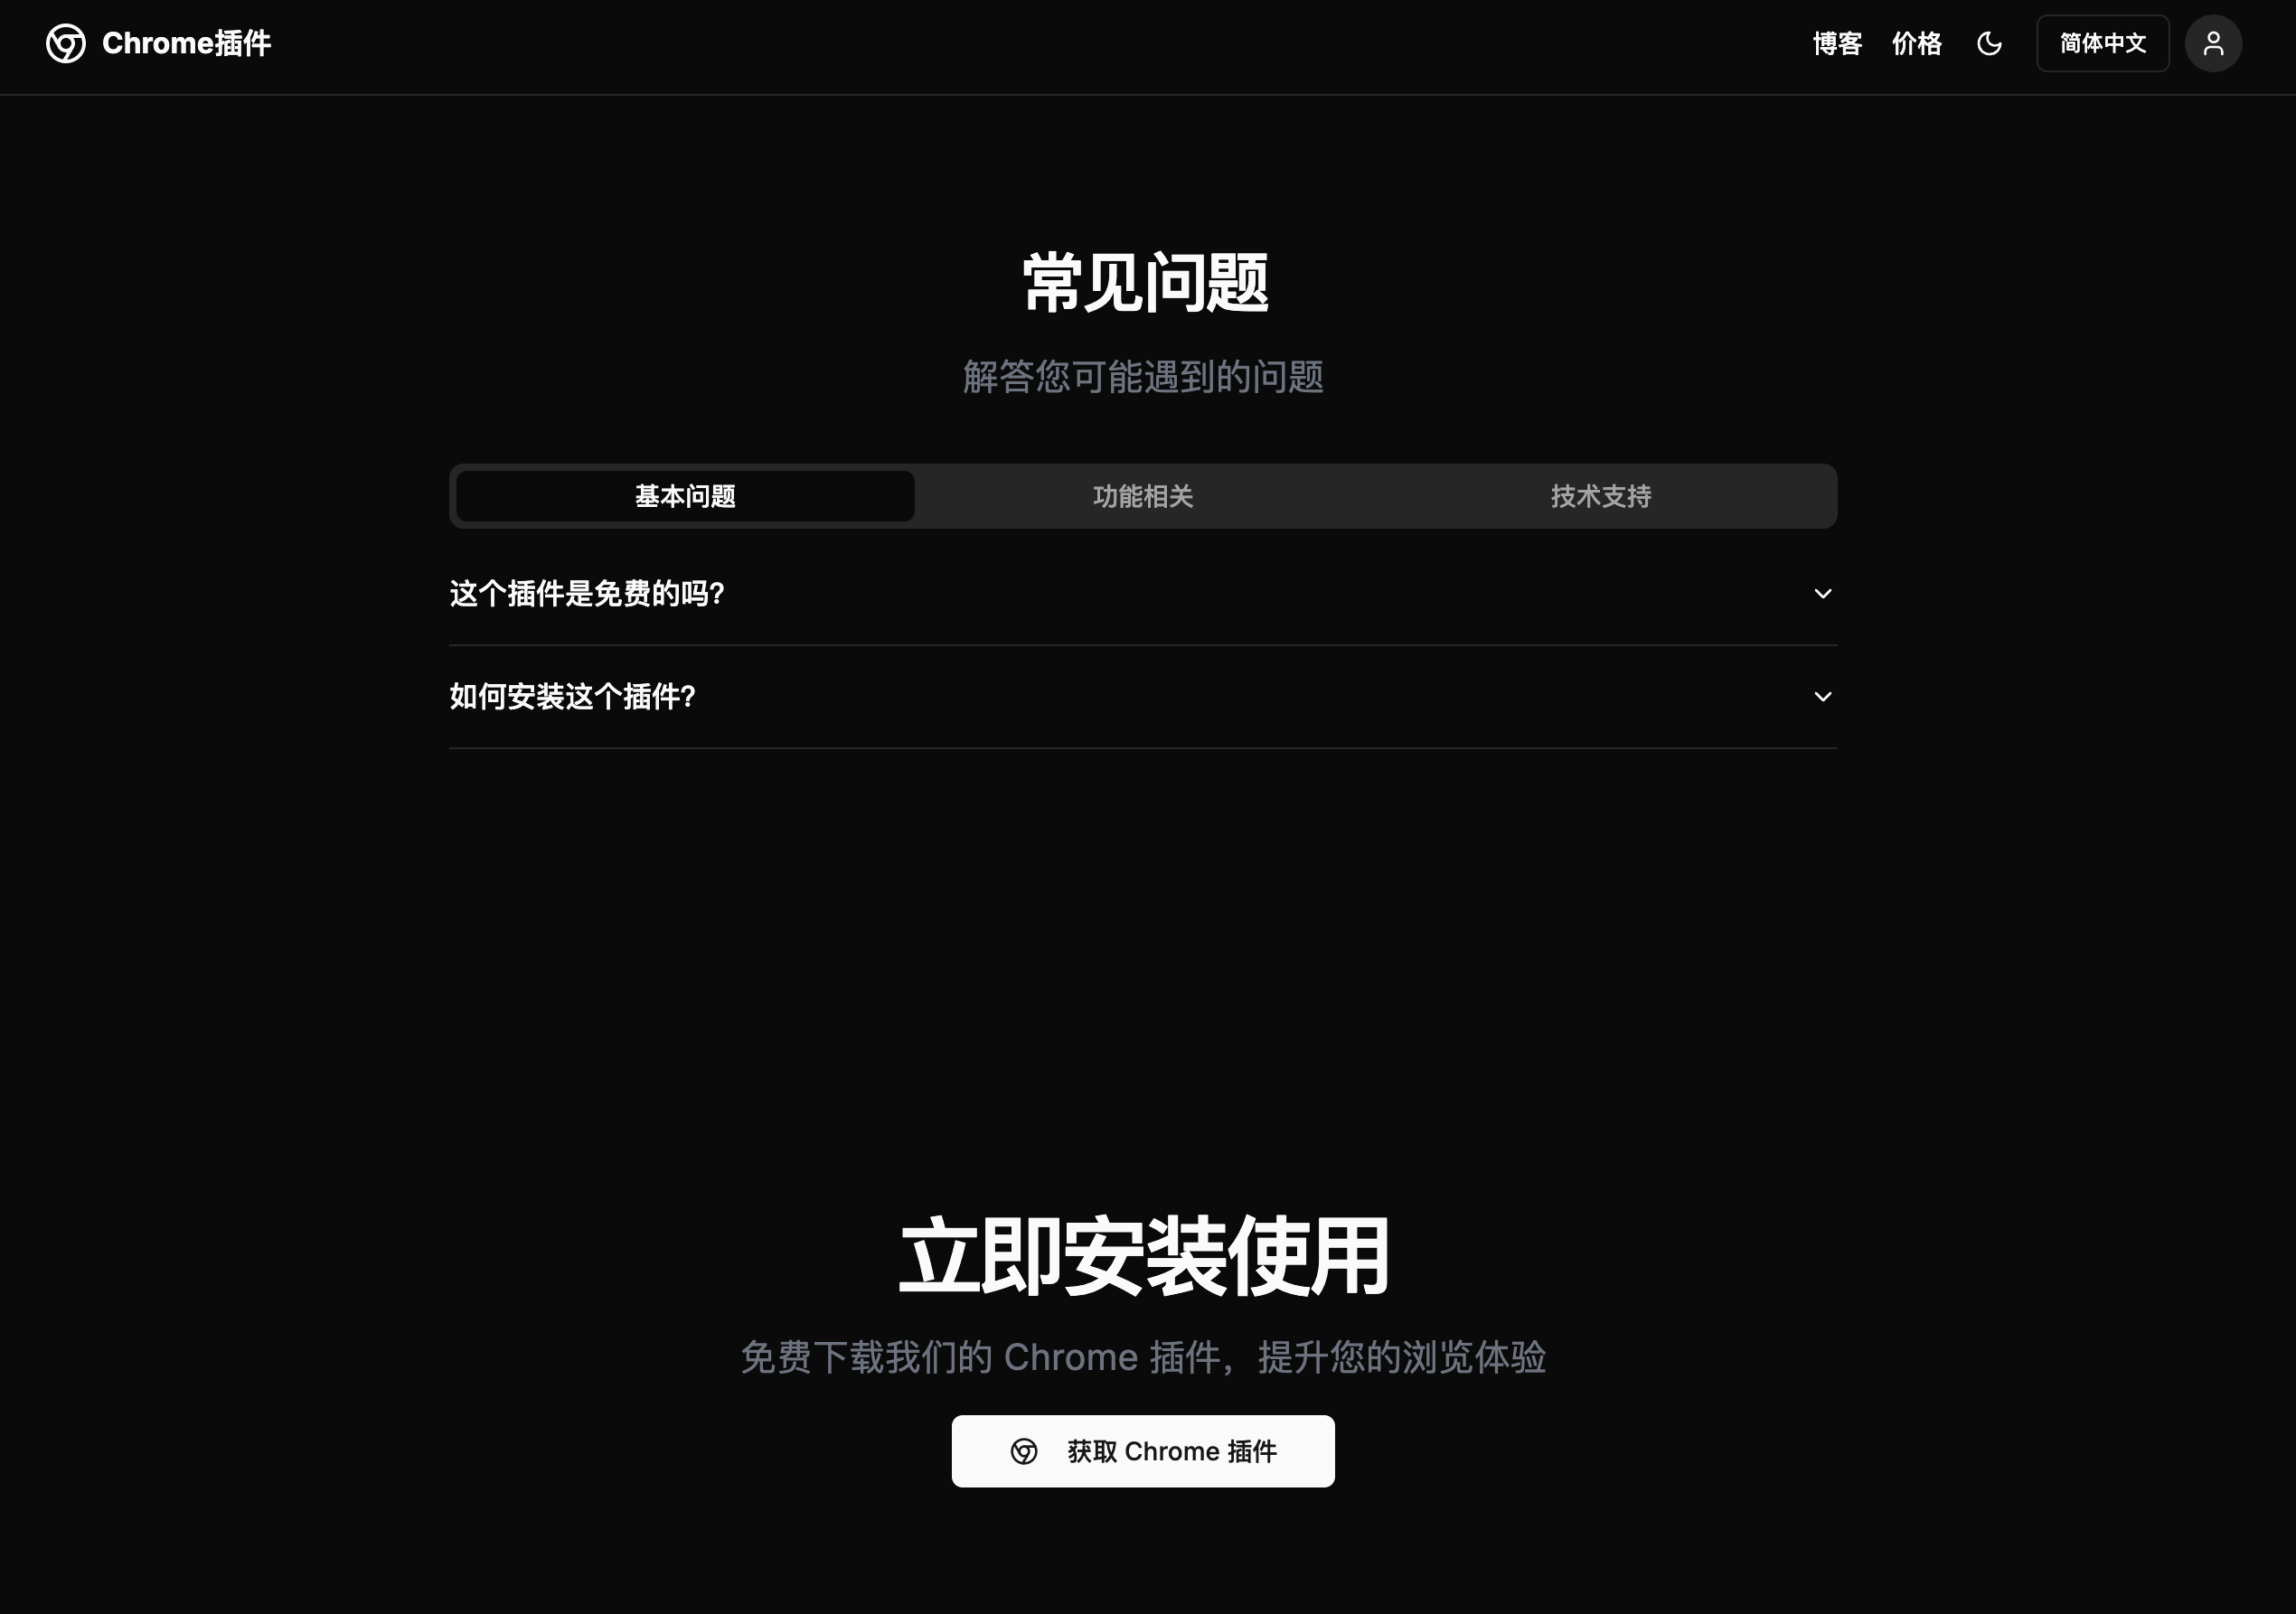 Chrome插件
博客
价格
简体中文
常见问题
解答您可能遇到的问题
基本问题
功能相关
技术支持
这个插件是免费的吗？
如何安装这个插件？
立即安装使用
免费下载我们的 Chrome 插件，提升您的浏览体验
获取 Chrome 插件